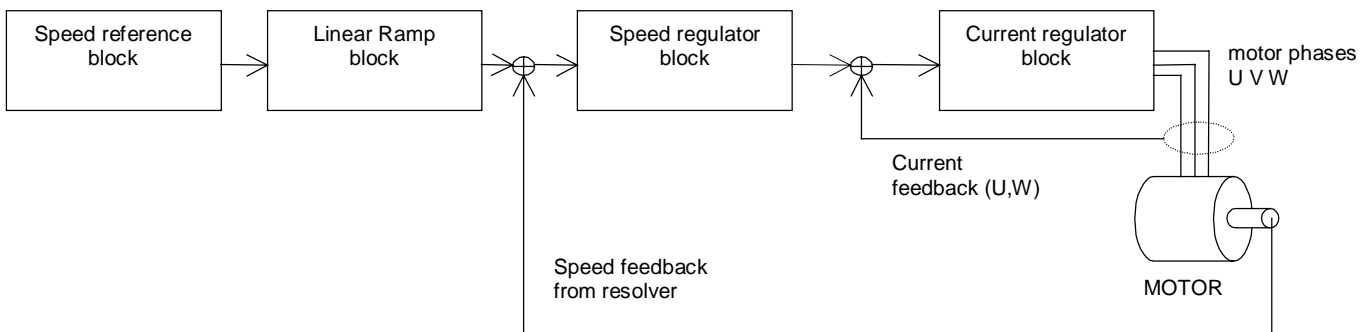 Speed reference
block
Linear Ramp
block
Speed regulator
block
Current regulator
block
motor phases
U V W
Current
feedback (U,W)
Speed feedback
from resolver
MOTOR